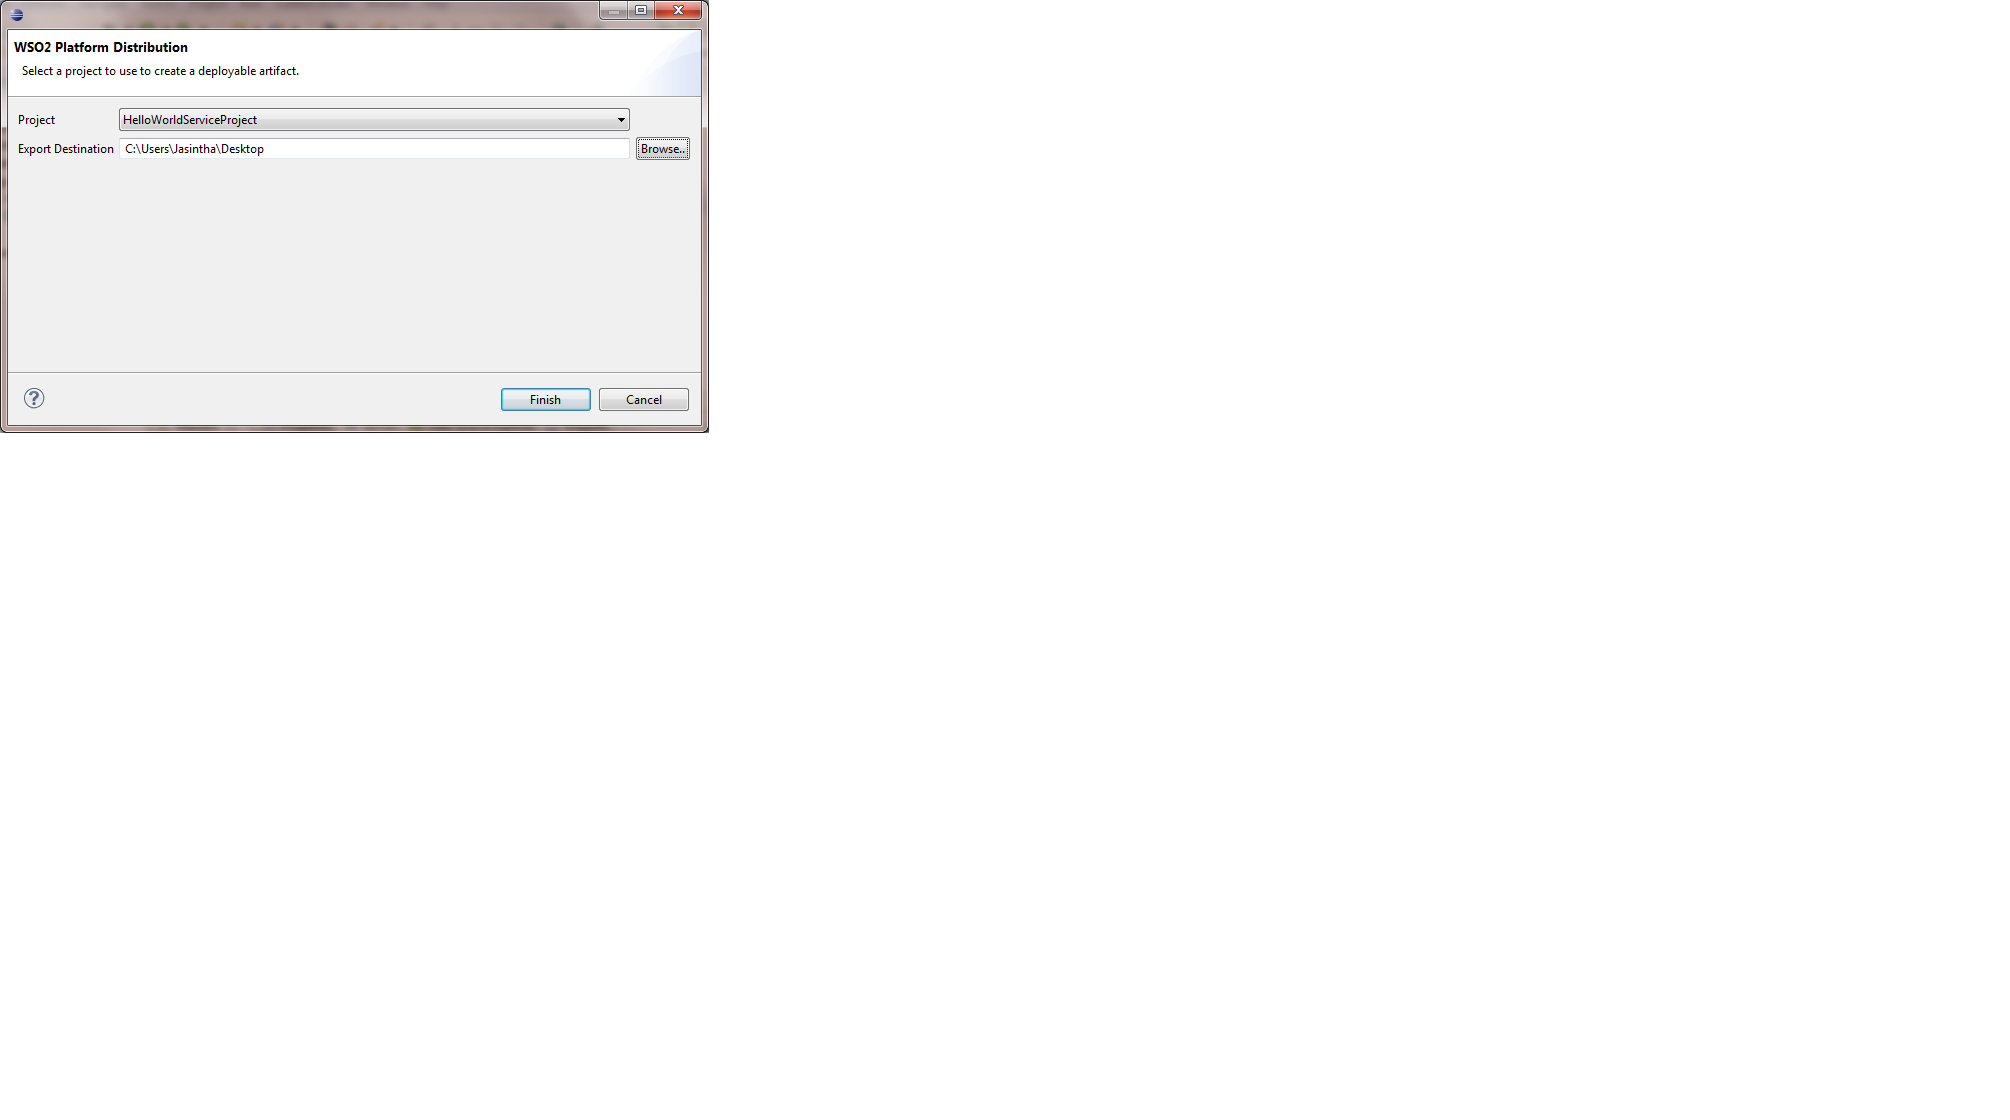 WSO2 Platform Distribution
Select a project to use to create a deployable artifact.
Project HelloWorldServiceProject
Export Destination C:\Users\Jasintha\Desktop Browse..
? Finish Cancel